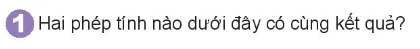 1 Hai phép tính nào dưới đây có cùng kết quả?